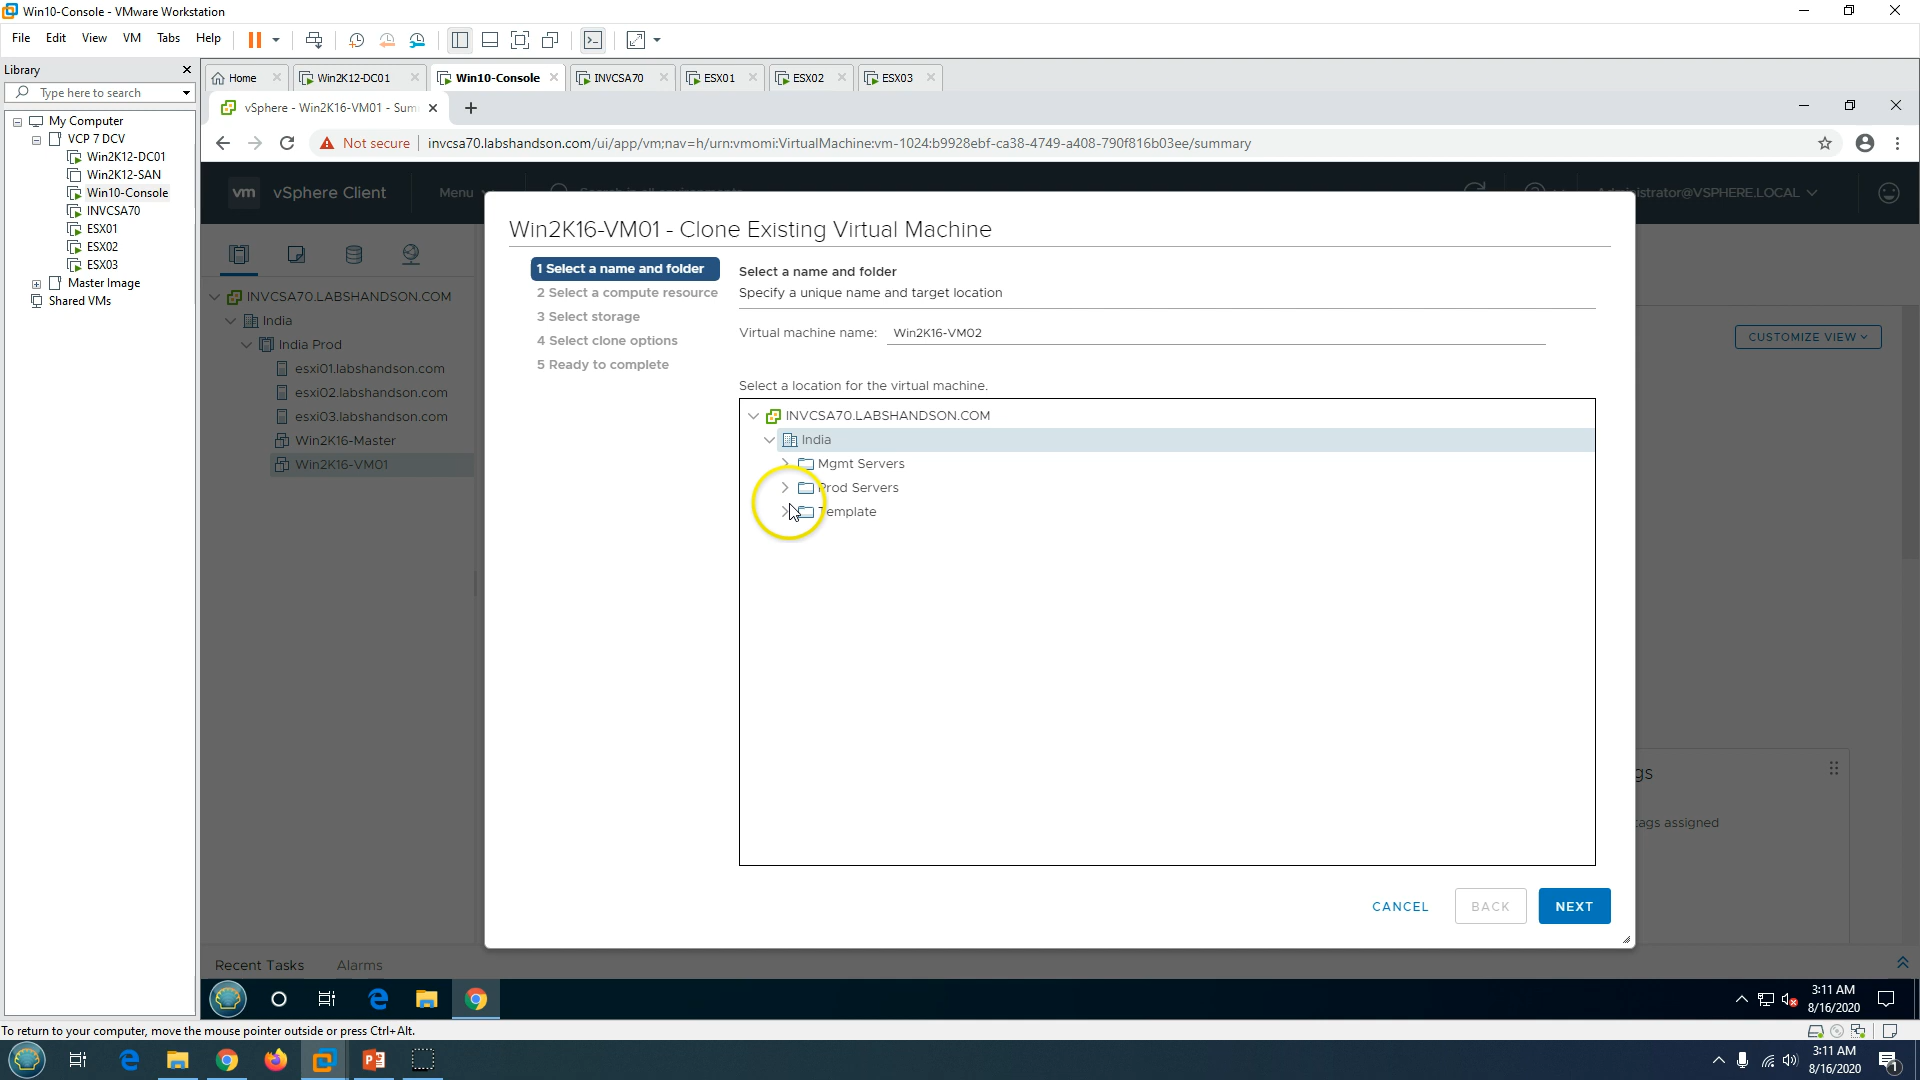 Win10-Console - VMware Workstation
File Edit View VM Tabs Help
Library
Type here to search
My Computer
VCP 7 DCV
Win2K12-DC01
Win2K12-SAN
Win10-Console
INVCSA70
ESX01
ESX02
ESX03
Master Image
Shared VMs
Home Win2K12-DC01 Win10-Console INVCSA70 ESX01 ESX02 ESX03
vSphere - Win2K16-VM01 - Sum
Not secure invcsa70.labshandson.com/ui/app/vm;nav=h/urn:vmomi:VirtualMachine:vm-1024:b9928ebf-ca38-4749-a408-790f816b03ee/summary
vm vSphere Client Menu
INVCSA70.LABSHANDSON.COM
India
India Prod
esxi01.labshandson.com
esxi02.labshandson.com
esxi03.labshandson.com
Win2K16-Master
Win2K16-VM01
Win2K16-VM01 - Clone Existing Virtual Machine
1 Select a name and folder
2 Select a compute resource
3 Select storage
4 Select clone options
5 Ready to complete
Select a name and folder
Specify a unique name and target location
Virtual machine name: Win2K16-VM02
Select a location for the virtual machine.
INVCSA70.LABSHANDSON.COM
India
Mgmt Servers
Prod Servers
Template
CANCEL BACK NEXT
CUSTOMIZE VIEW
gs
tags assigned
Recent Tasks Alarms
3:11 AM
8/16/2020
To return to your computer, move the mouse pointer outside or press Ctrl+Alt.
3:11 AM
8/16/2020
1